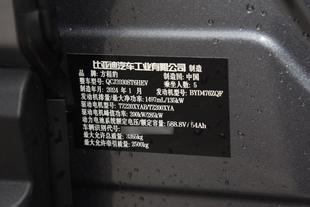 比亚迪汽车工业有限公司 制造
品牌：方程豹 制造国：中国
整车型号：QCJ2030ST6HEV 乘坐人数：5
制造年月：2024 年 1 月 发动机型号：BYD476ZQF
发动机排量/最大净功率：1497mL/135kW
驱动电机型号：TZ220XYAB/TZ200XYA
驱动电机峰值功率：200kW/285kW
动力电池系统额定电压/额定容量：588.8V/54Ah
车辆识别代号：
最大允许总质量：3265kg
最大允许牵引质量：2500kg